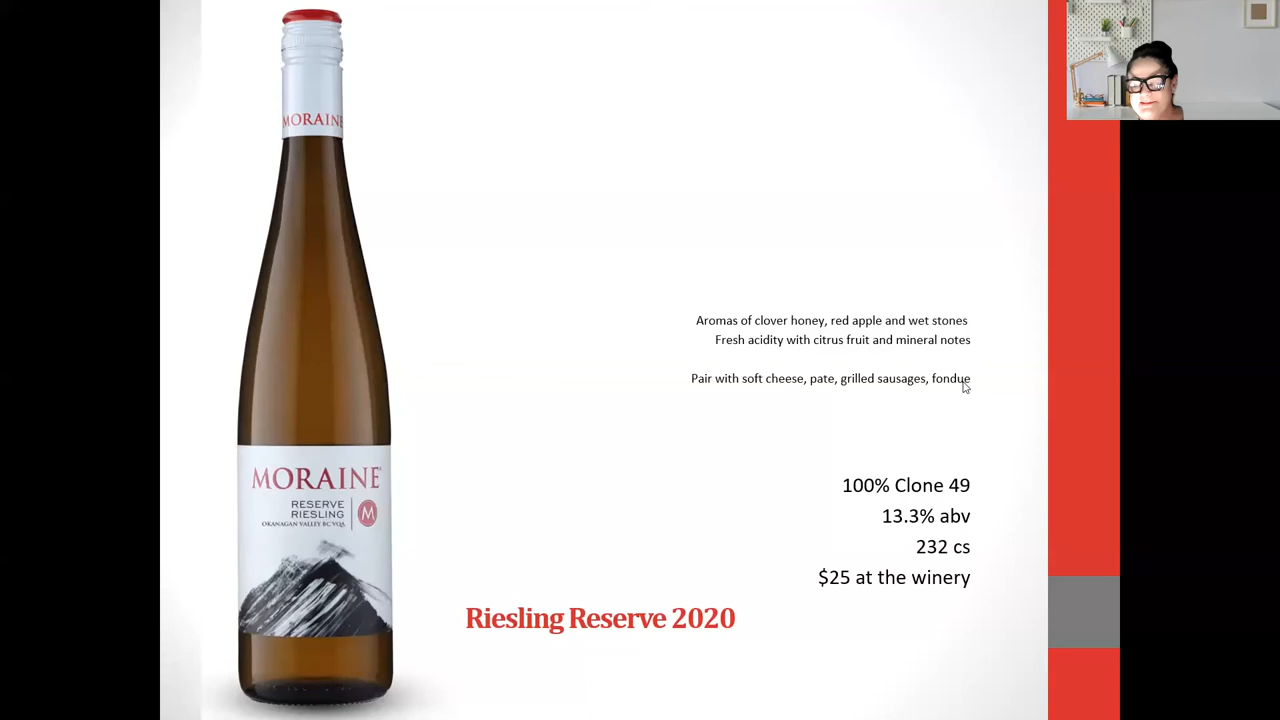 MORAINE
MORAINE
RESERVE
RIESLING
M
OKANAGAN VALLEY BC VQA
Aromas of clover honey, red apple and wet stones
Fresh acidity with citrus fruit and mineral notes
Pair with soft cheese, pate, grilled sausages, fondue
100% Clone 49
13.3% abv
232 cs
$25 at the winery
Riesling Reserve 2020